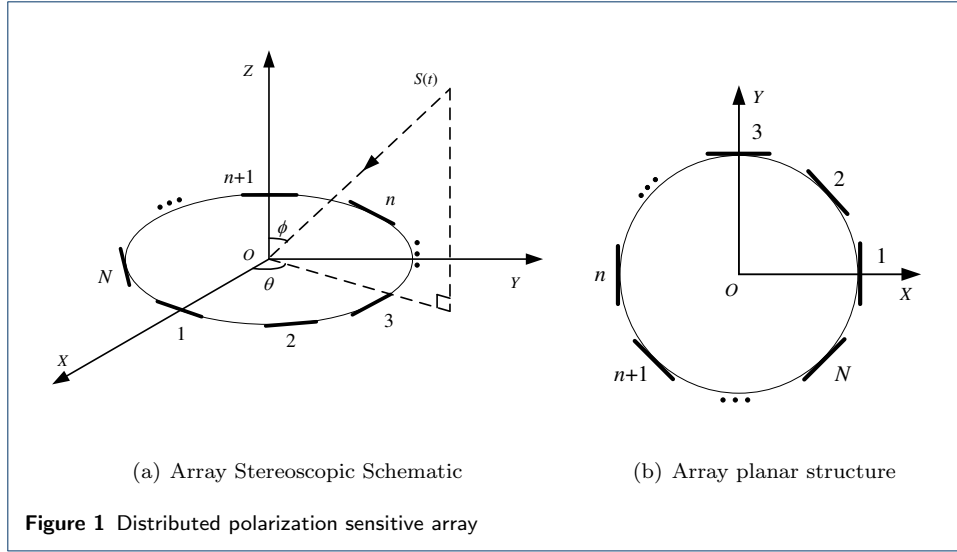 Z
S(t)
n+1
n
ϕ
O
N
θ
Y
3
1
2
X
Y
3
2
1
n
O
X
n+1
N
(a) Array Stereoscopic Schematic
(b) Array planar structure
Figure 1 Distributed polarization sensitive array